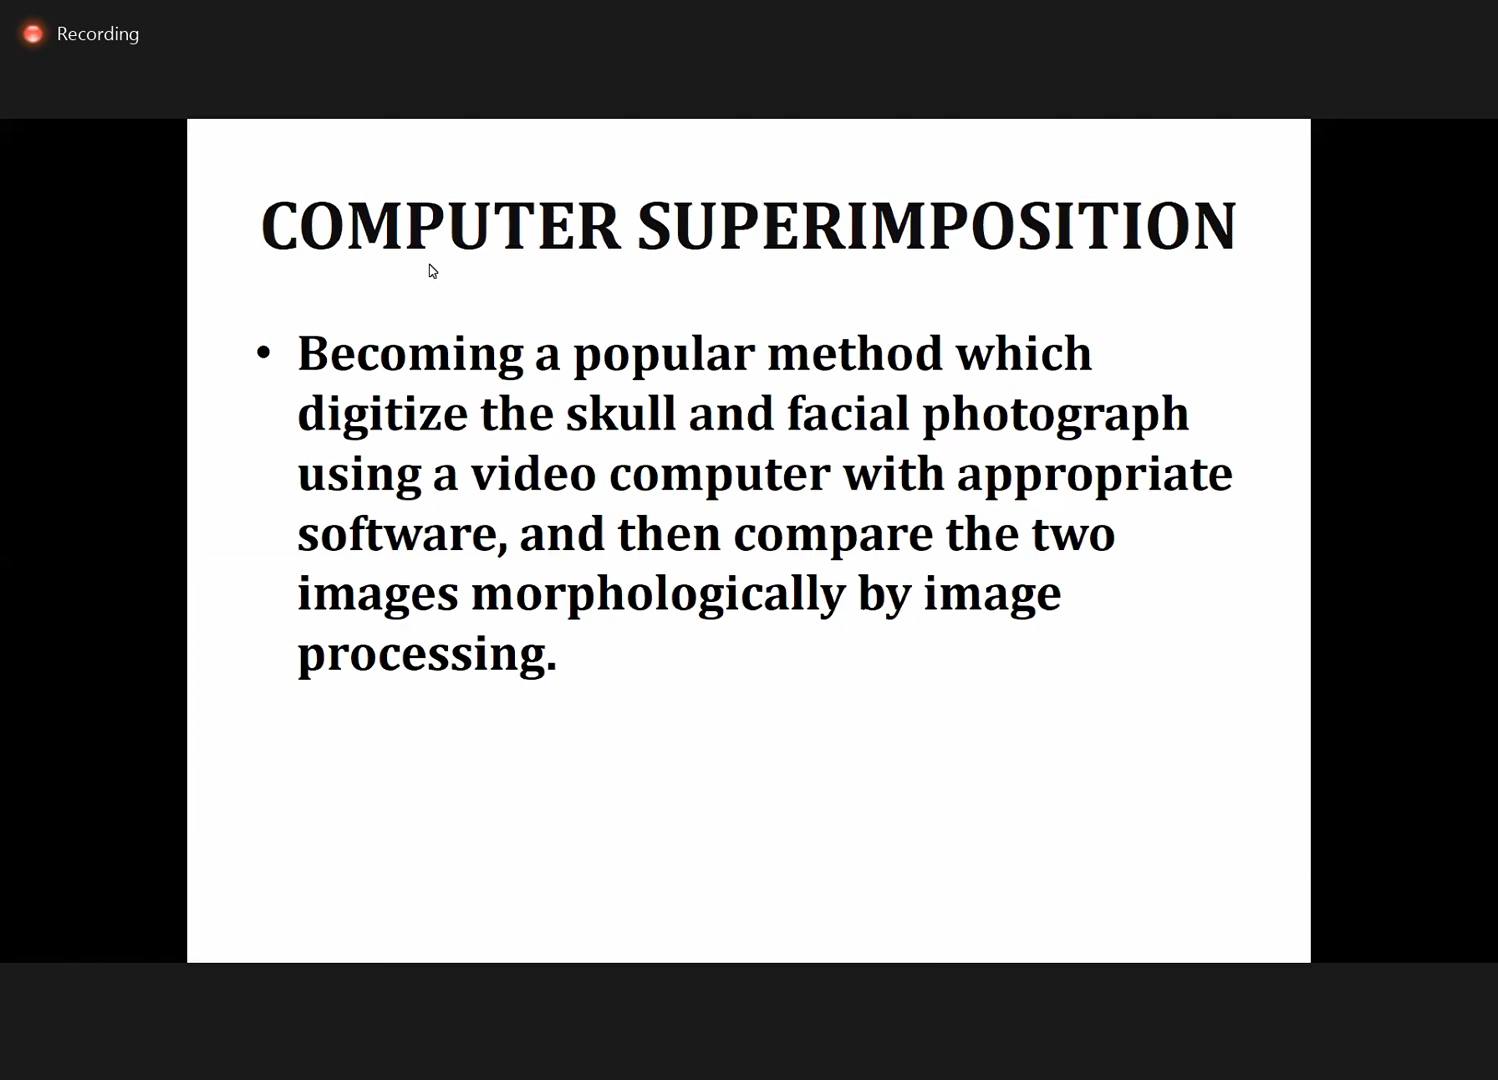 Recording
COMPUTER SUPERIMPOSITION
• Becoming a popular method which
digitize the skull and facial photograph
using a video computer with appropriate
software, and then compare the two
images morphologically by image
processing.